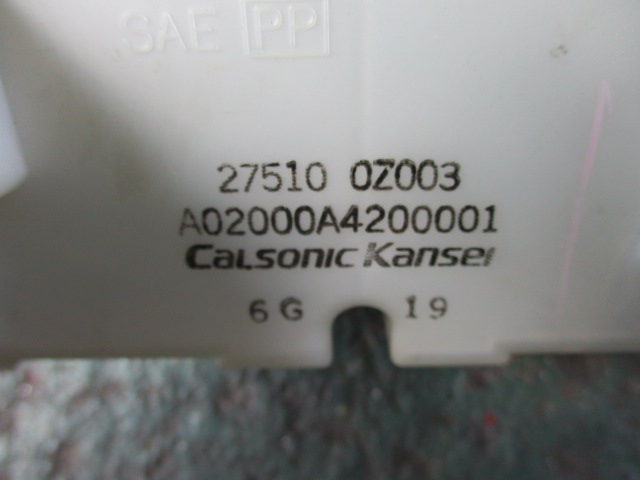 SAE PP
27510 0Z003
A02000A4200001
CALSONIC Kansei
6G 19